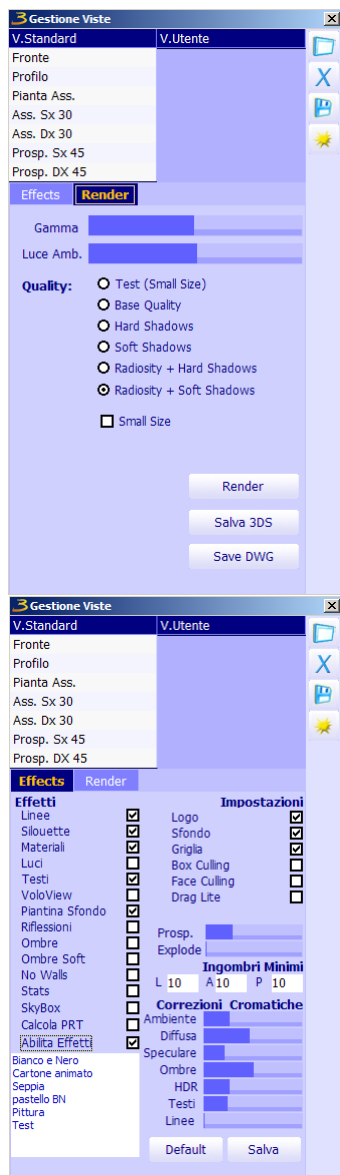 3 Gestione Viste
V.Standard V.Utente
Fronte
Profilo
Pianta Ass.
Ass. Sx 30
Ass. Dx 30
Prosp. Sx 45
Prosp. DX 45
Effects Render
Gamma
Luce Amb.
Quality: Test (Small Size)
Base Quality
Hard Shadows
Soft Shadows
Radiosity + Hard Shadows
Radiosity + Soft Shadows
Small Size
Render
Salva 3DS
Save DWG
3 Gestione Viste
V.Standard V.Utente
Fronte
Profilo
Pianta Ass.
Ass. Sx 30
Ass. Dx 30
Prosp. Sx 45
Prosp. DX 45
Effects Render
Effetti
Linee
Silouette
Materiali
Luci
Testi
VoloView
Piantina Sfondo
Riflessioni
Ombre
Ombre Soft
No Walls
Stats
SkyBox
Calcola PRT
Abilita Effetti
Bianco e Nero
Cartone animato
Seppia
pastello BN
Pittura
Test
Impostazioni
Logo
Sfondo
Griglia
Box Culling
Face Culling
Drag Lite
Prosp.
Explode
Ingombri Minimi
L 10 A 10 P 10
Correzioni Cromatiche
Ambiente
Diffusa
Speculare
Ombre
HDR
Testi
Linee
Default Salva